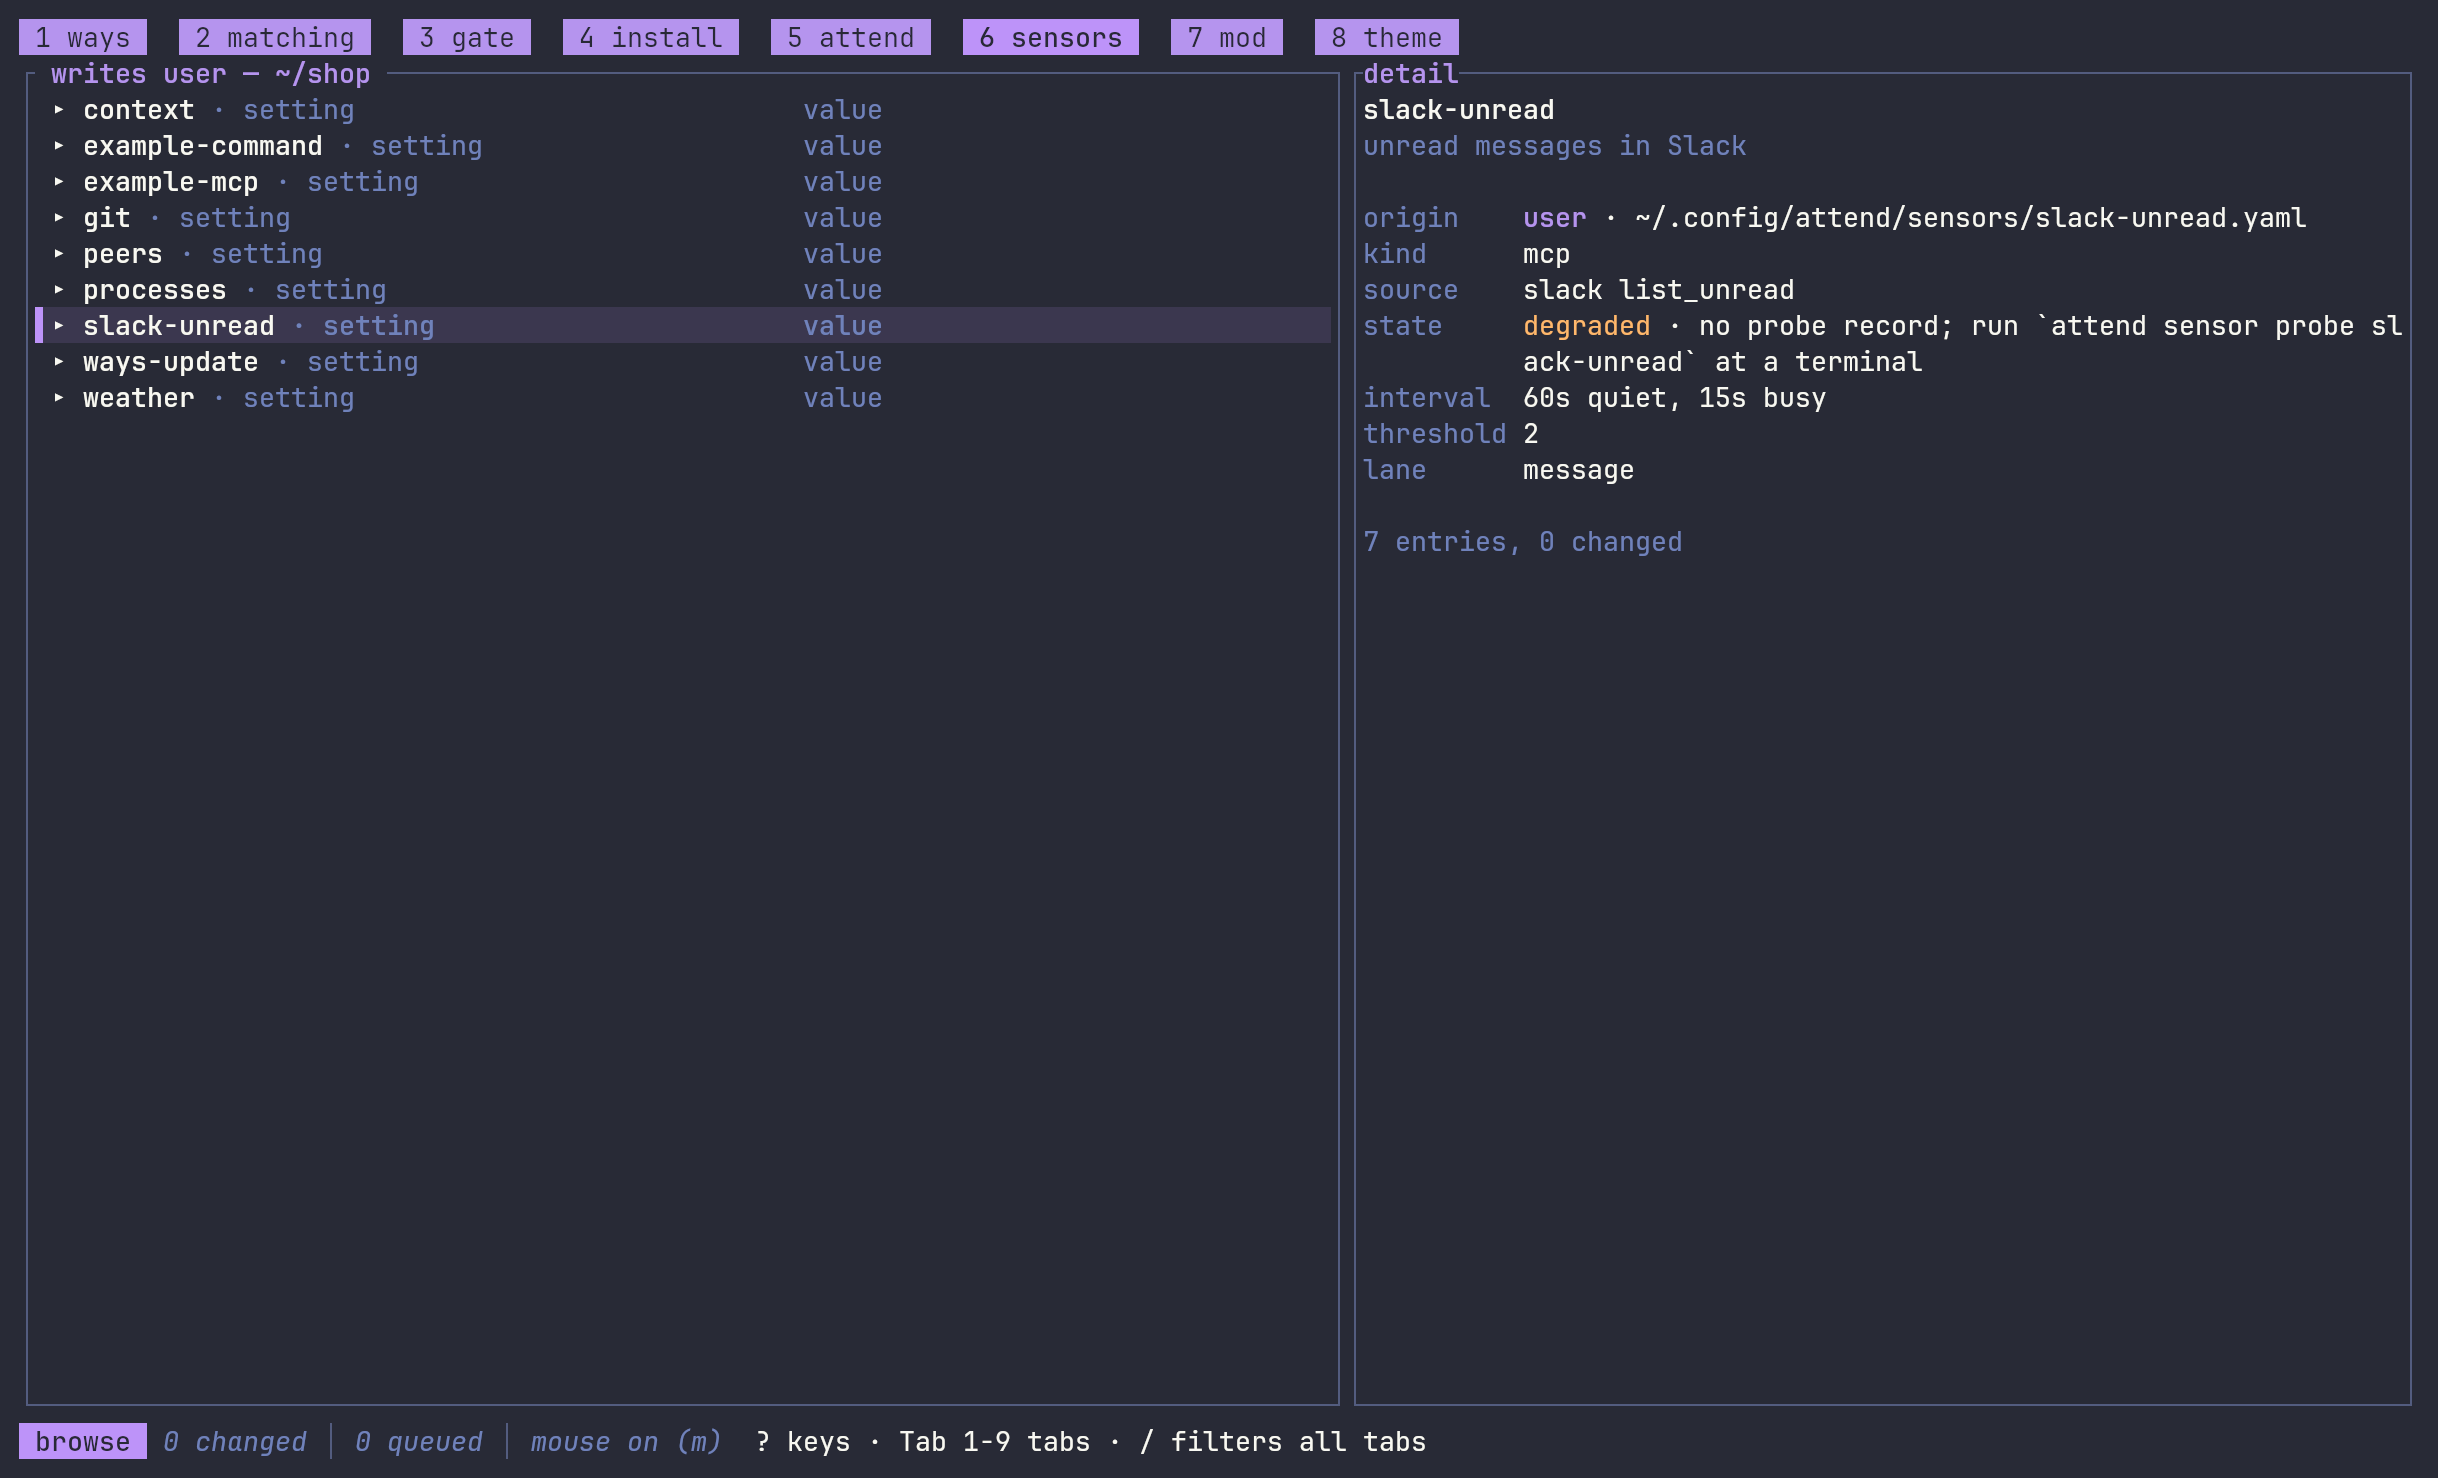 1 ways 2 matching 3 gate 4 install 5 attend 6 sensors 7 mod 8 theme
writes user — ~/shop
▸ context · setting value
▸ example-command · setting value
▸ example-mcp · setting value
▸ git · setting value
▸ peers · setting value
▸ processes · setting value
▸ slack-unread · setting value
▸ ways-update · setting value
▸ weather · setting value
detail
slack-unread
unread messages in Slack
origin user · ~/.config/attend/sensors/slack-unread.yaml
kind mcp
source slack list_unread
state degraded · no probe record; run `attend sensor probe sl
ack-unread` at a terminal
interval 60s quiet, 15s busy
threshold 2
lane message
7 entries, 0 changed
browse 0 changed │ 0 queued │ mouse on (m) ? keys · Tab 1-9 tabs · / filters all tabs